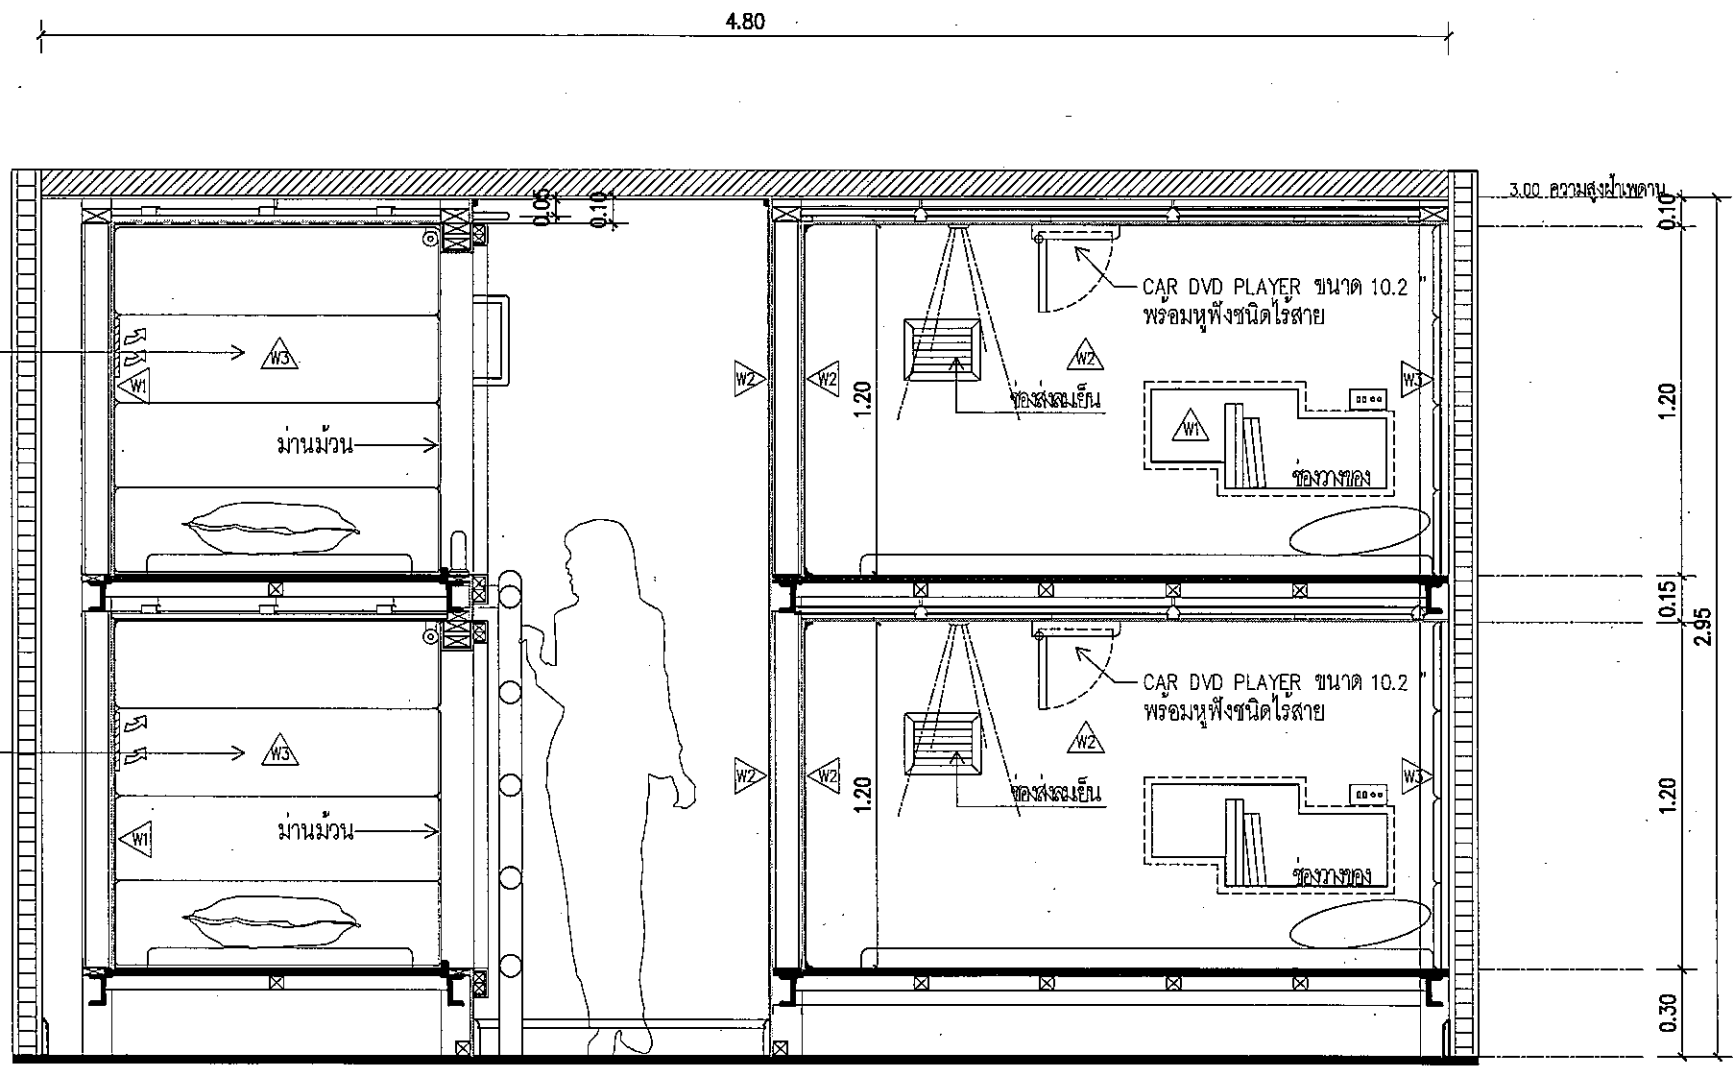 4.80
3.00 ความสูงฝ้าเพดาน
0.05
0.10
0.10
CAR DVD PLAYER ขนาด 10.2 "
พร้อมหูฟังชนิดไร้สาย
W3
W1
W2
W2
W2
W3
1.20
1.20
ช่องส่งลมเย็น
W1
ม่านม้วน
ช่องวางของ
0.15
2.95
CAR DVD PLAYER ขนาด 10.2 "
พร้อมหูฟังชนิดไร้สาย
W3
W2
W2
W2
W3
1.20
1.20
ช่องส่งลมเย็น
ม่านม้วน
W1
ช่องวางของ
0.30